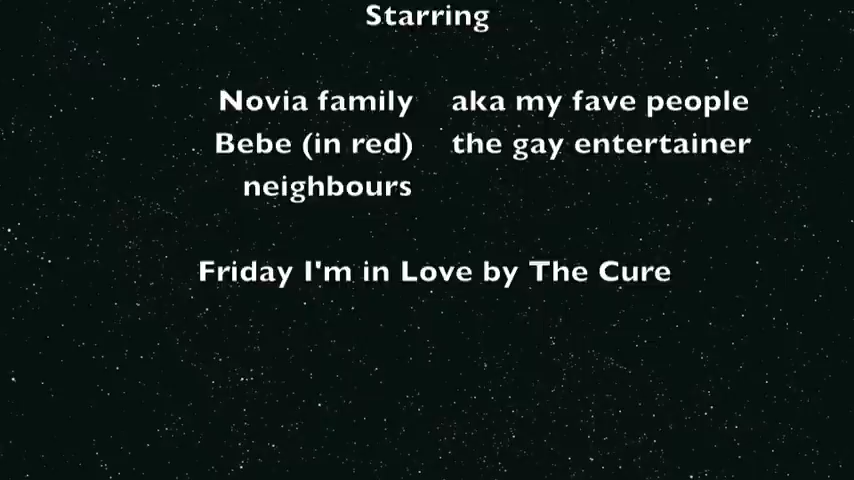 Starring
Novia family aka my fave people
Bebe (in red) the gay entertainer
neighbours
Friday I'm in Love by The Cure